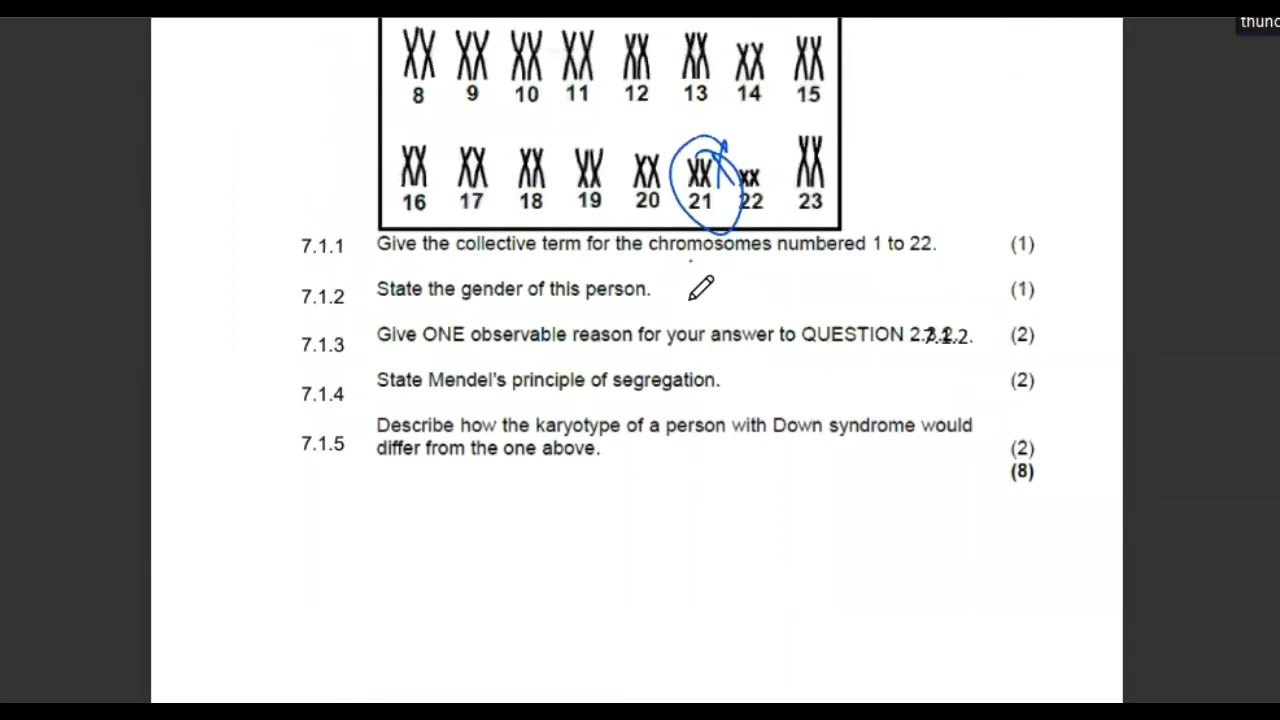 thund
8 9 10 11 12 13 14 15
16 17 18 19 20 21 22 23
7.1.1 Give the collective term for the chromosomes numbered 1 to 22. (1)
7.1.2 State the gender of this person. (1)
7.1.3 Give ONE observable reason for your answer to QUESTION 7.1.2. (2)
7.1.4 State Mendel's principle of segregation. (2)
7.1.5 Describe how the karyotype of a person with Down syndrome would
differ from the one above. (2)
(8)